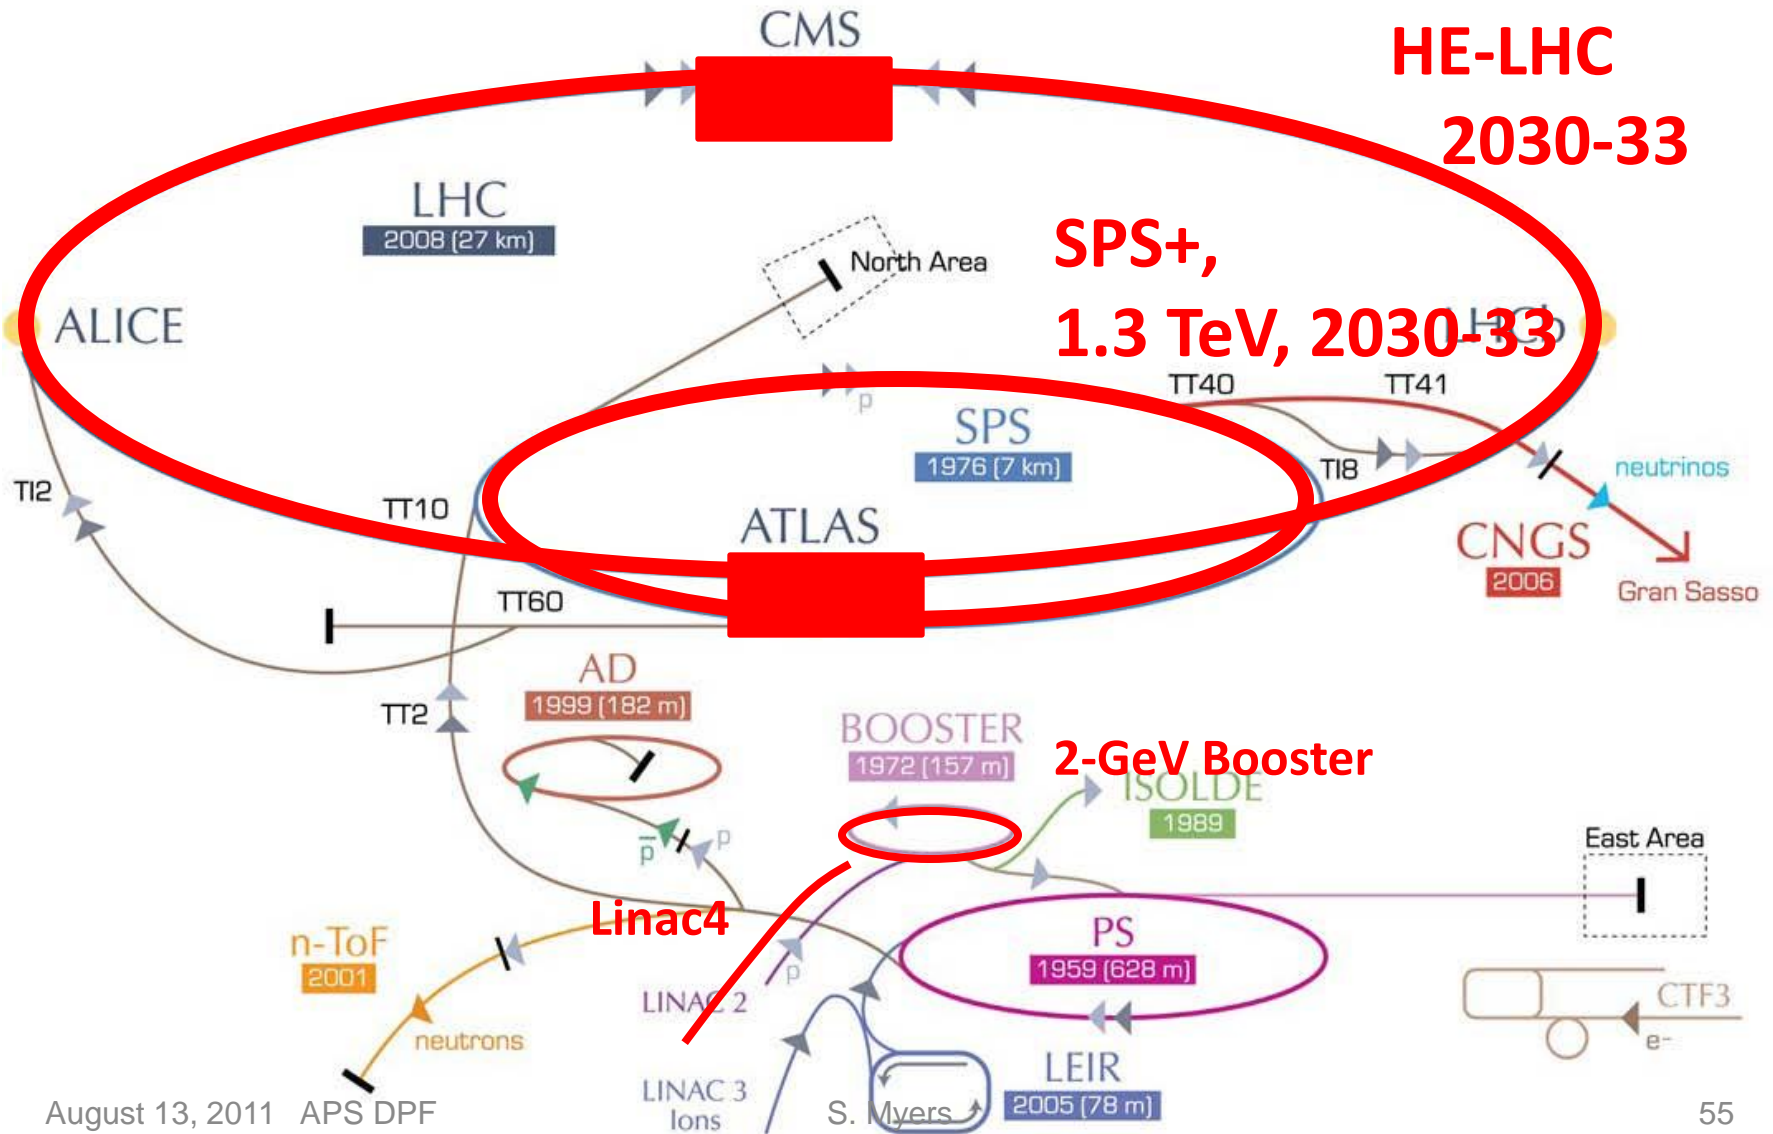 CMS
HE-LHC
2030-33
LHC
2008 (27 km)
North Area
SPS+,
1.3 TeV, 2030-33
ALICE
LHCb
TT40
TT41
p
SPS
1976 (7 km)
TI2
TT10
TI8
neutrinos
ATLAS
CNGS
2006
Gran Sasso
TT60
AD
1999 (182 m)
TT2
BOOSTER
1972 (157 m)
2-GeV Booster
ISOLDE
1989
p̅
p
East Area
Linac4
n-ToF
2001
PS
1959 (628 m)
p
LINAC 2
CTF3
e-
neutrons
LEIR
2005 (78 m)
LINAC 3
Ions
August 13, 2011 APS DPF
S. Myers
55